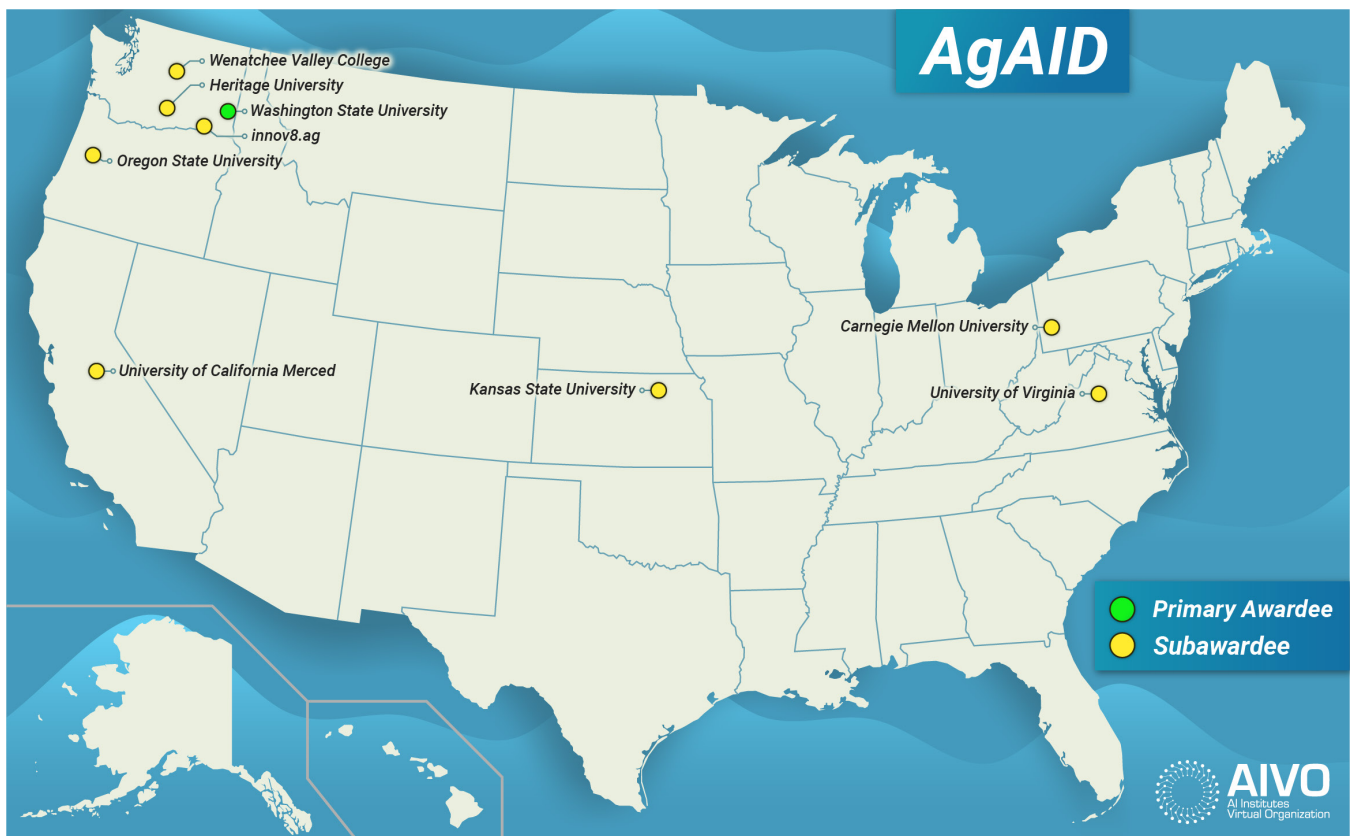 AgAID
Wenatchee Valley College
Heritage University
Washington State University
innov8.ag
Oregon State University
Carnegie Mellon University
University of California Merced
Kansas State University
University of Virginia
Primary Awardee
Subawardee
AIVO
AI Institutes
Virtual Organization